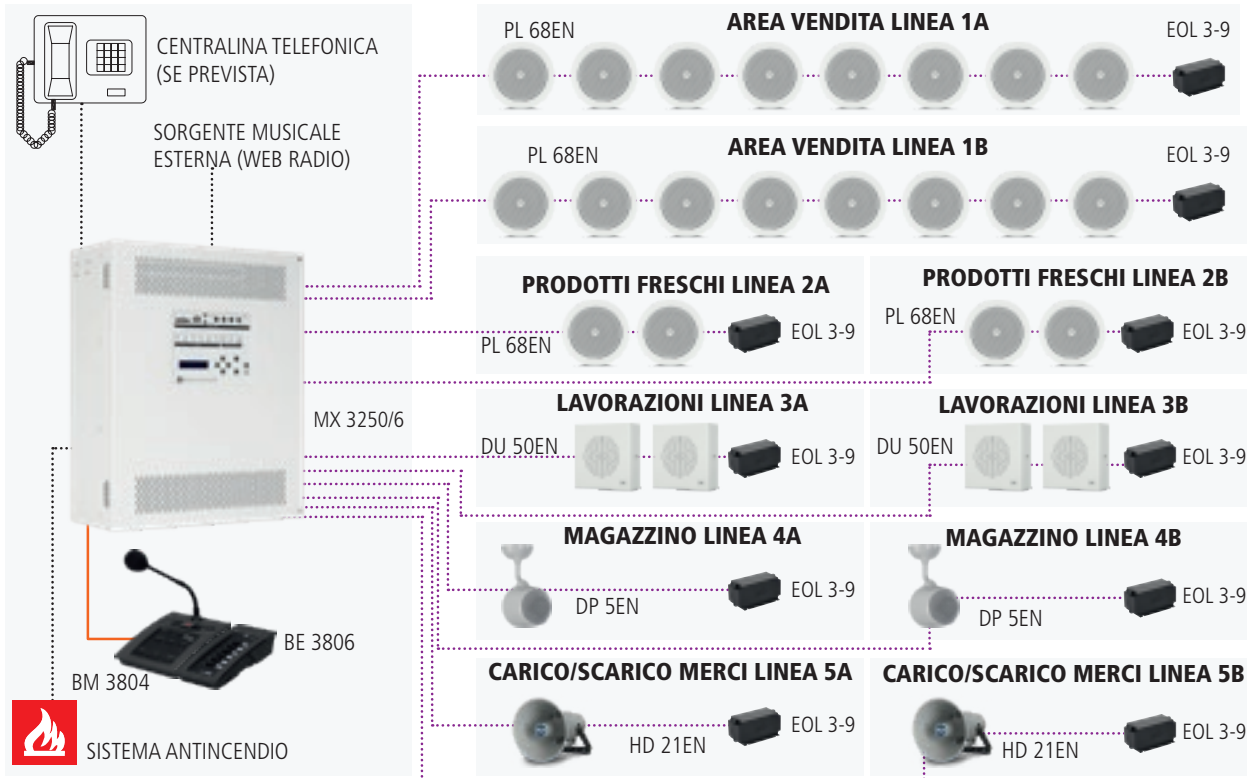 CENTRALINA TELEFONICA
(SE PREVISTA)
SORGENTE MUSICALE
ESTERNA (WEB RADIO)
MX 3250/6
BE 3806
BM 3804
SISTEMA ANTINCENDIO
AREA VENDITA LINEA 1A
PL 68EN
EOL 3-9
AREA VENDITA LINEA 1B
PL 68EN
EOL 3-9
PRODOTTI FRESCHI LINEA 2A
PL 68EN
EOL 3-9
PRODOTTI FRESCHI LINEA 2B
PL 68EN
EOL 3-9
LAVORAZIONI LINEA 3A
DU 50EN
EOL 3-9
LAVORAZIONI LINEA 3B
DU 50EN
EOL 3-9
MAGAZZINO LINEA 4A
DP 5EN
EOL 3-9
MAGAZZINO LINEA 4B
DP 5EN
EOL 3-9
CARICO/SCARICO MERCI LINEA 5A
HD 21EN
EOL 3-9
CARICO/SCARICO MERCI LINEA 5B
HD 21EN
EOL 3-9